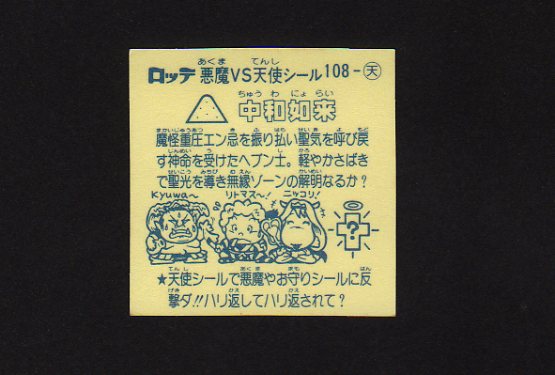 ロッテ 悪魔VS天使シール 108-天
中和如来
魔怪重圧エン忌を振り払い聖気を呼び戻
す神命を受けたヘブン士。軽やかさばき
で聖光を導き無縁ゾーンの解明なるか?
Kyuwa〜 リトマス〜! ニッコリ!
?
★天使シールで悪魔やお守りシールに反
撃ダ!!ハリ返してハリ返されて?